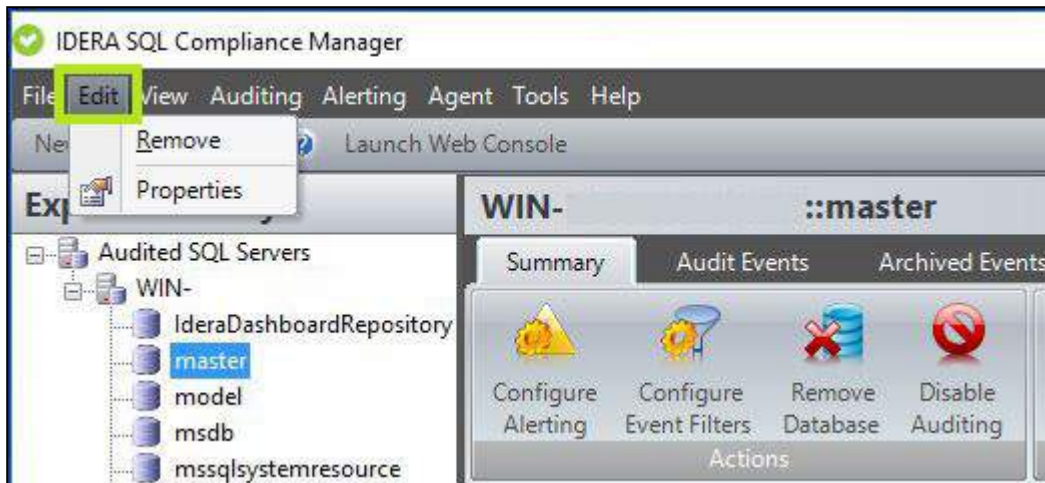 IDERA SQL Compliance Manager
File Edit View Auditing Alerting Agent Tools Help
Launch Web Console
Remove
Properties
WIN- ::master
Audited SQL Servers
WIN-
IderaDashboardRepository
master
model
msdb
mssqlsystemresource
Summary Audit Events Archived Events
Configure Alerting
Configure Event Filters
Remove Database
Disable Auditing
Actions